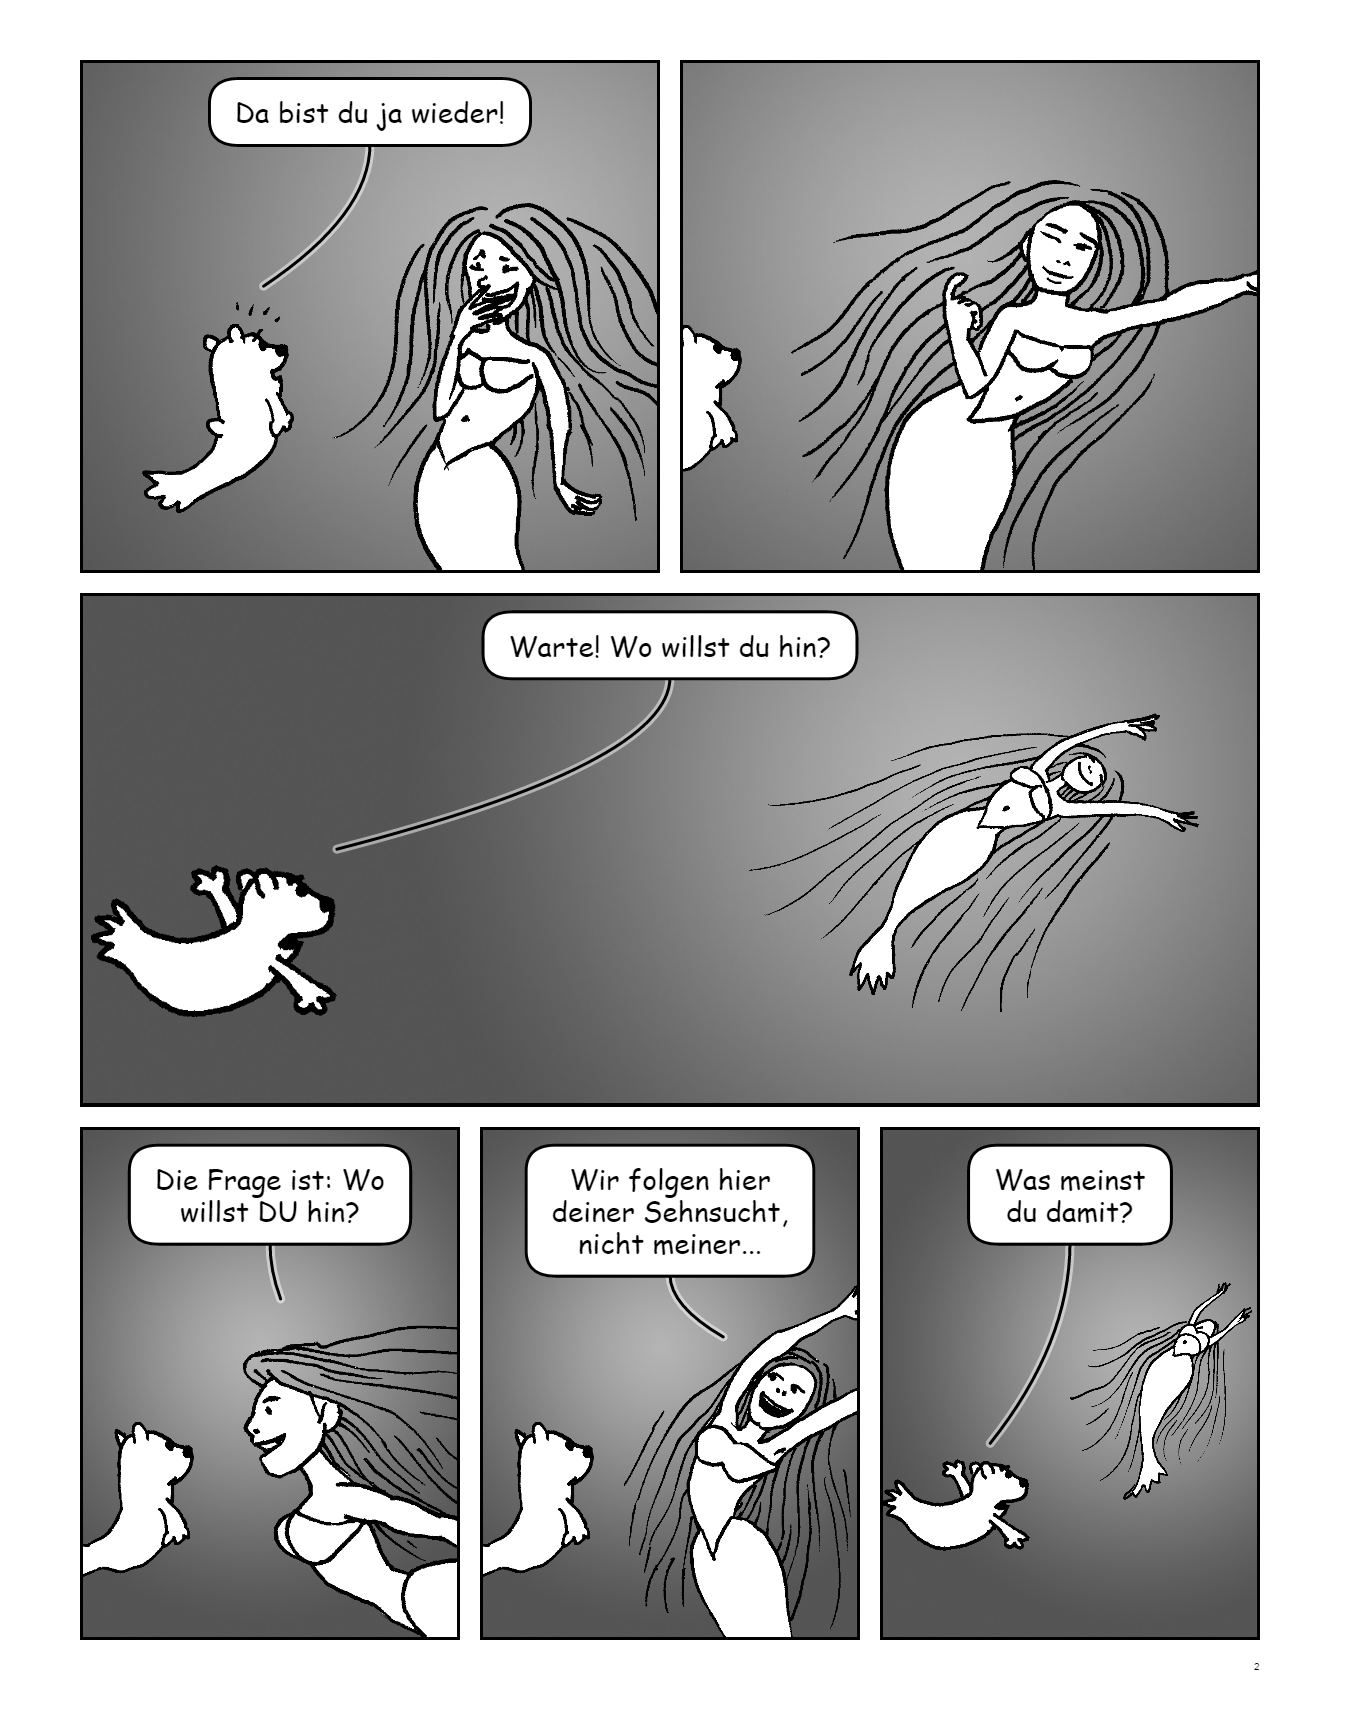 Da bist du ja wieder!
Warte! Wo willst du hin?
Die Frage ist: Wo
willst DU hin?
Wir folgen hier
deiner Sehnsucht,
nicht meiner...
Was meinst
du damit?
2